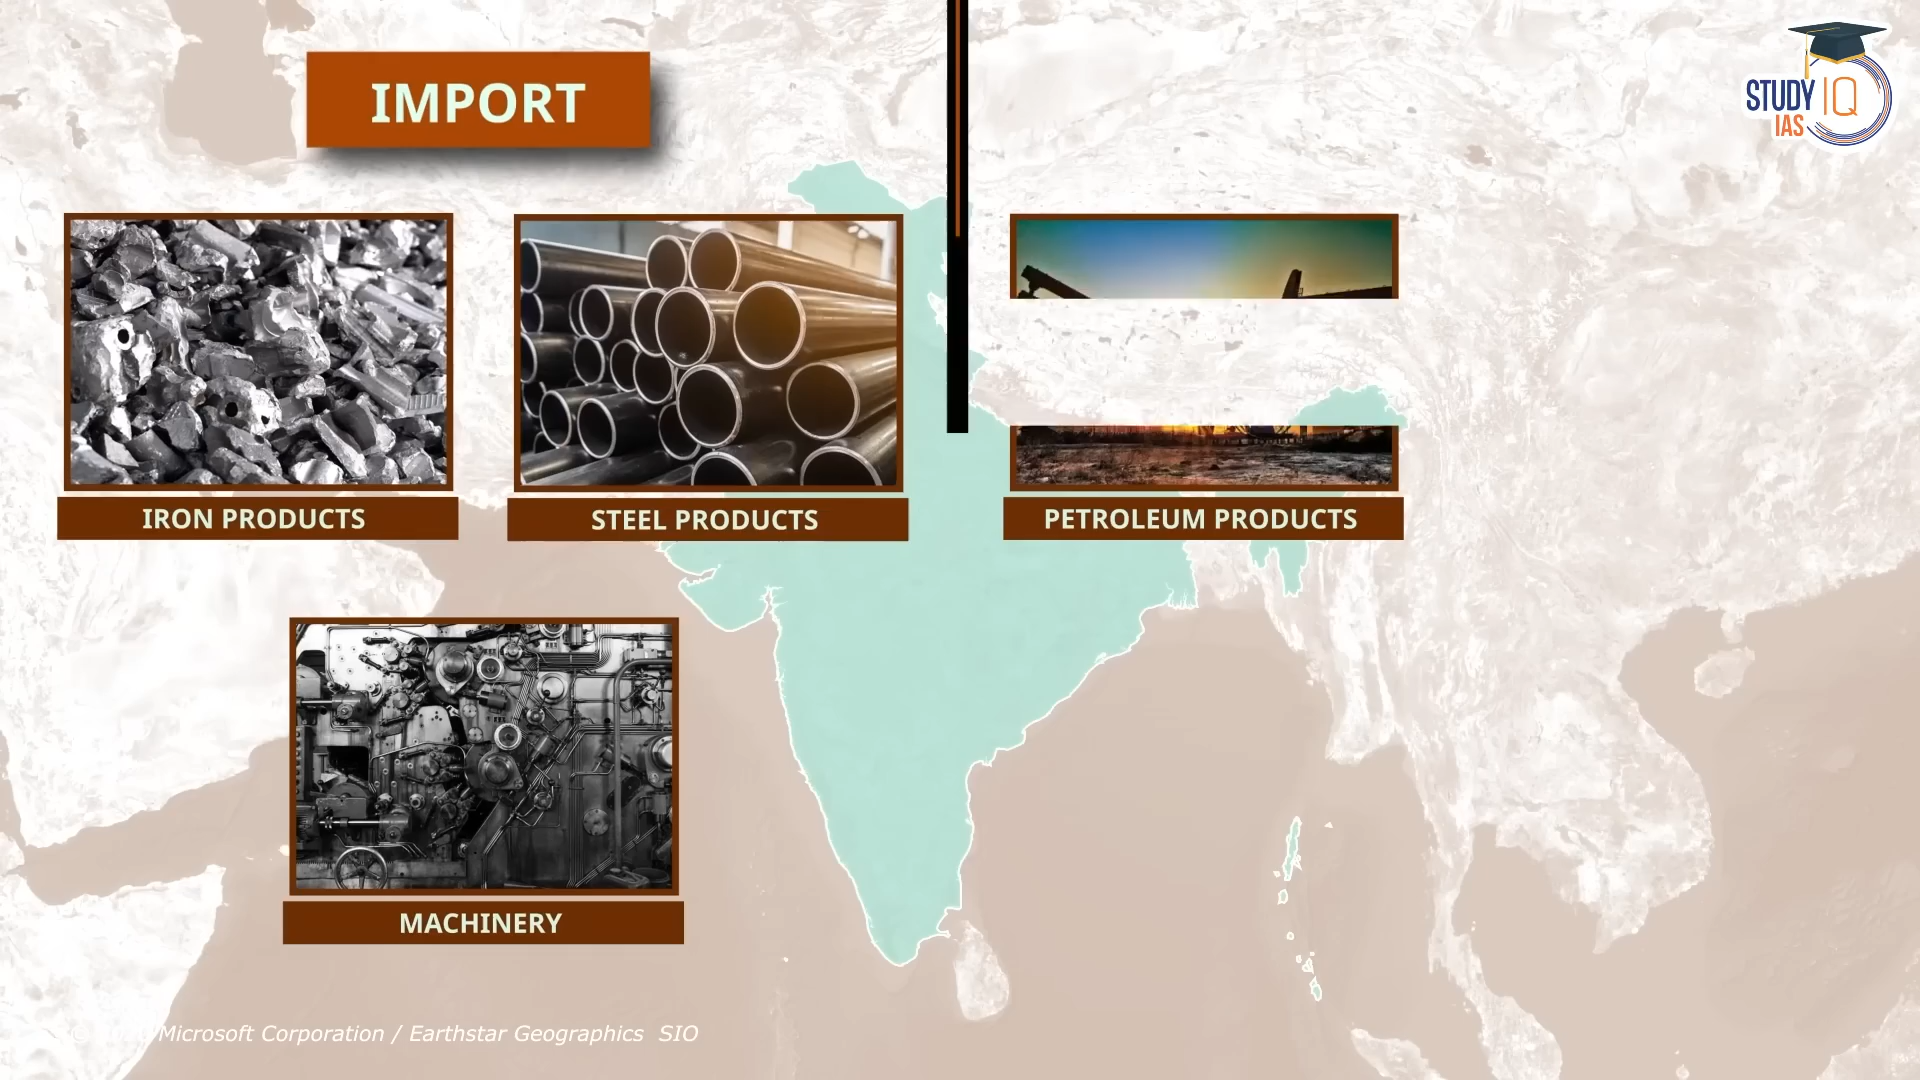 IMPORT
STUDY IQ
IAS
IRON PRODUCTS
STEEL PRODUCTS
PETROLEUM PRODUCTS
MACHINERY
© Microsoft Corporation / Earthstar Geographics SIO